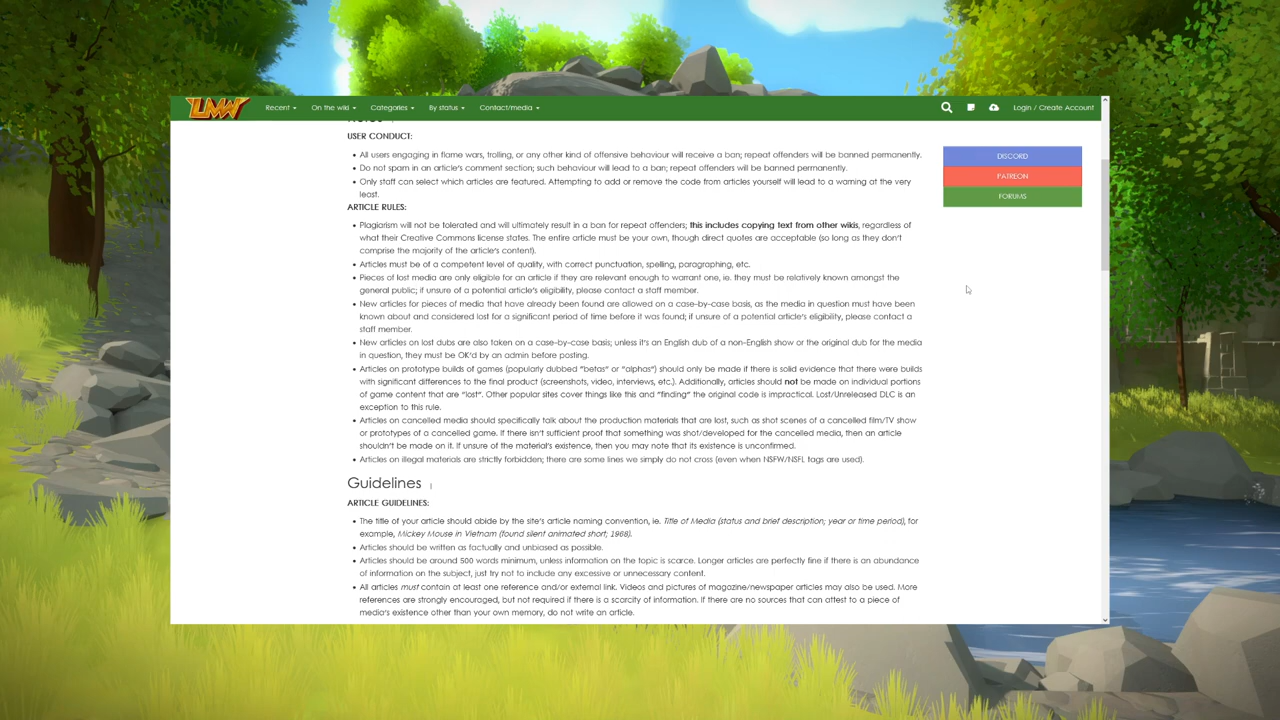 LMW
Recent
On the wiki
Categories
By status
Contact/media
Login / Create Account
USER CONDUCT:
All users engaging in flame wars, trolling, or any other kind of offensive behaviour will receive a ban; repeat offenders will be banned permanently.
Do not spam in an article's comment section; such behaviour will lead to a ban; repeat offenders will be banned permanently.
Only staff can select which articles are featured. Attempting to add or remove the code from articles yourself will lead to a warning at the very
least.
ARTICLE RULES:
Plagiarism will not be tolerated and will ultimately result in a ban for repeat offenders; this includes copying text from other wikis, regardless of
what their Creative Commons license states. The entire article must be your own, though direct quotes are acceptable (so long as they don't
comprise the majority of the article's content).
Articles must be of a competent level of quality, with correct punctuation, spelling, paragraphing, etc.
Pieces of lost media are only eligible for an article if they are relevant enough to warrant one, ie. they must be relatively known amongst the
general public; if unsure of a potential article's eligibility, please contact a staff member.
New articles for pieces of media that have already been found are allowed on a case-by-case basis, as the media in question must have been
known about and considered lost for a significant period of time before it was found; if unsure of a potential article's eligibility, please contact a
staff member.
New articles on lost dubs are also taken on a case-by-case basis; unless it's an English dub of a non-English show or the original dub for the media
in question, they must be OK'd by an admin before posting.
Articles on prototype builds of games (popularly dubbed "betas" or "alphas") should only be made if there is solid evidence that there were builds
with significant differences to the final product (screenshots, video, interviews, etc.). Additionally, articles should not be made on individual portions
of game content that are "lost". Other popular sites cover things like this and "finding" the original code is impractical. Lost/Unreleased DLC is an
exception to this rule.
Articles on cancelled media should specifically talk about the production materials that are lost, such as shot scenes of a cancelled film/TV show
or prototypes of a cancelled game. If there isn't sufficient proof that something was shot/developed for the cancelled media, then an article
shouldn't be made on it. If unsure of the material's existence, then you may note that its existence is unconfirmed.
Articles on illegal materials are strictly forbidden; there are some lines we simply do not cross (even when NSFW/NSFL tags are used).
Guidelines
ARTICLE GUIDELINES:
The title of your article should abide by the site's article naming convention, ie. Title of Media (status and brief description; year or time period), for
example, Mickey Mouse in Vietnam (found silent animated short; 1968).
Articles should be written as factually and unbiased as possible.
Articles should be around 500 words minimum, unless information on the topic is scarce. Longer articles are perfectly fine if there is an abundance
of information on the subject, just try not to include any excessive or unnecessary content.
All articles must contain at least one reference and/or external link. Videos and pictures of magazine/newspaper articles may also be used. More
references are strongly encouraged, but not required if there is a scarcity of information. If there are no sources that can attest to a piece of
media's existence other than your own memory, do not write an article.
DISCORD
PATREON
FORUMS